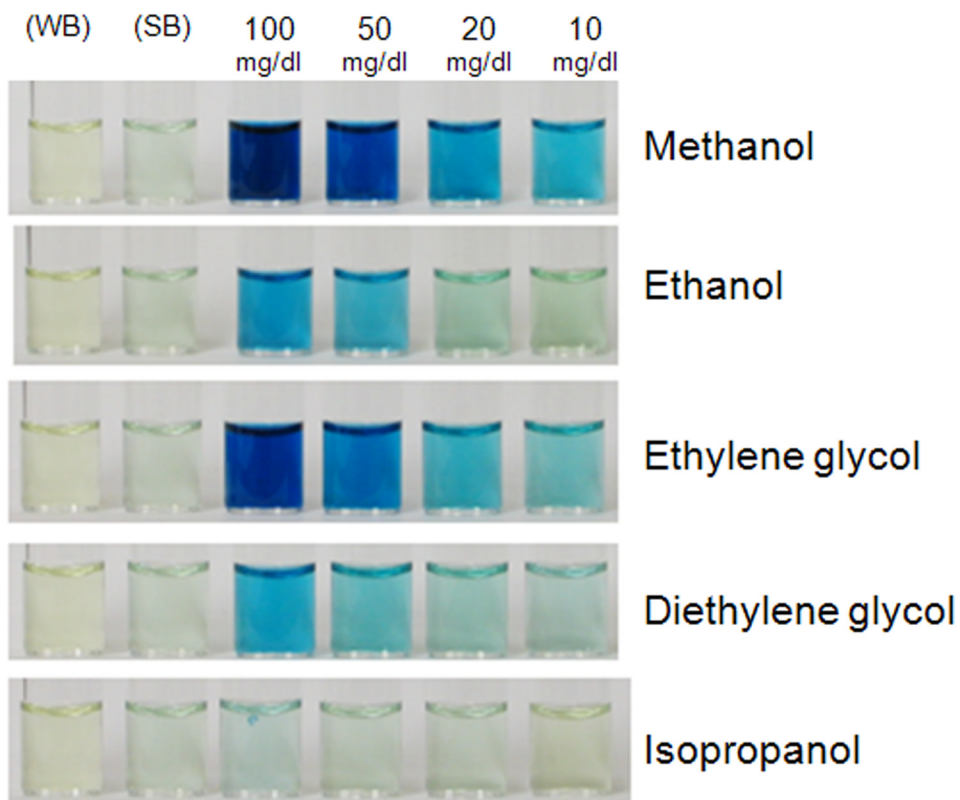 (WB) (SB) 100 50 20 10
mg/dl mg/dl mg/dl mg/dl
Methanol
Ethanol
Ethylene glycol
Diethylene glycol
Isopropanol